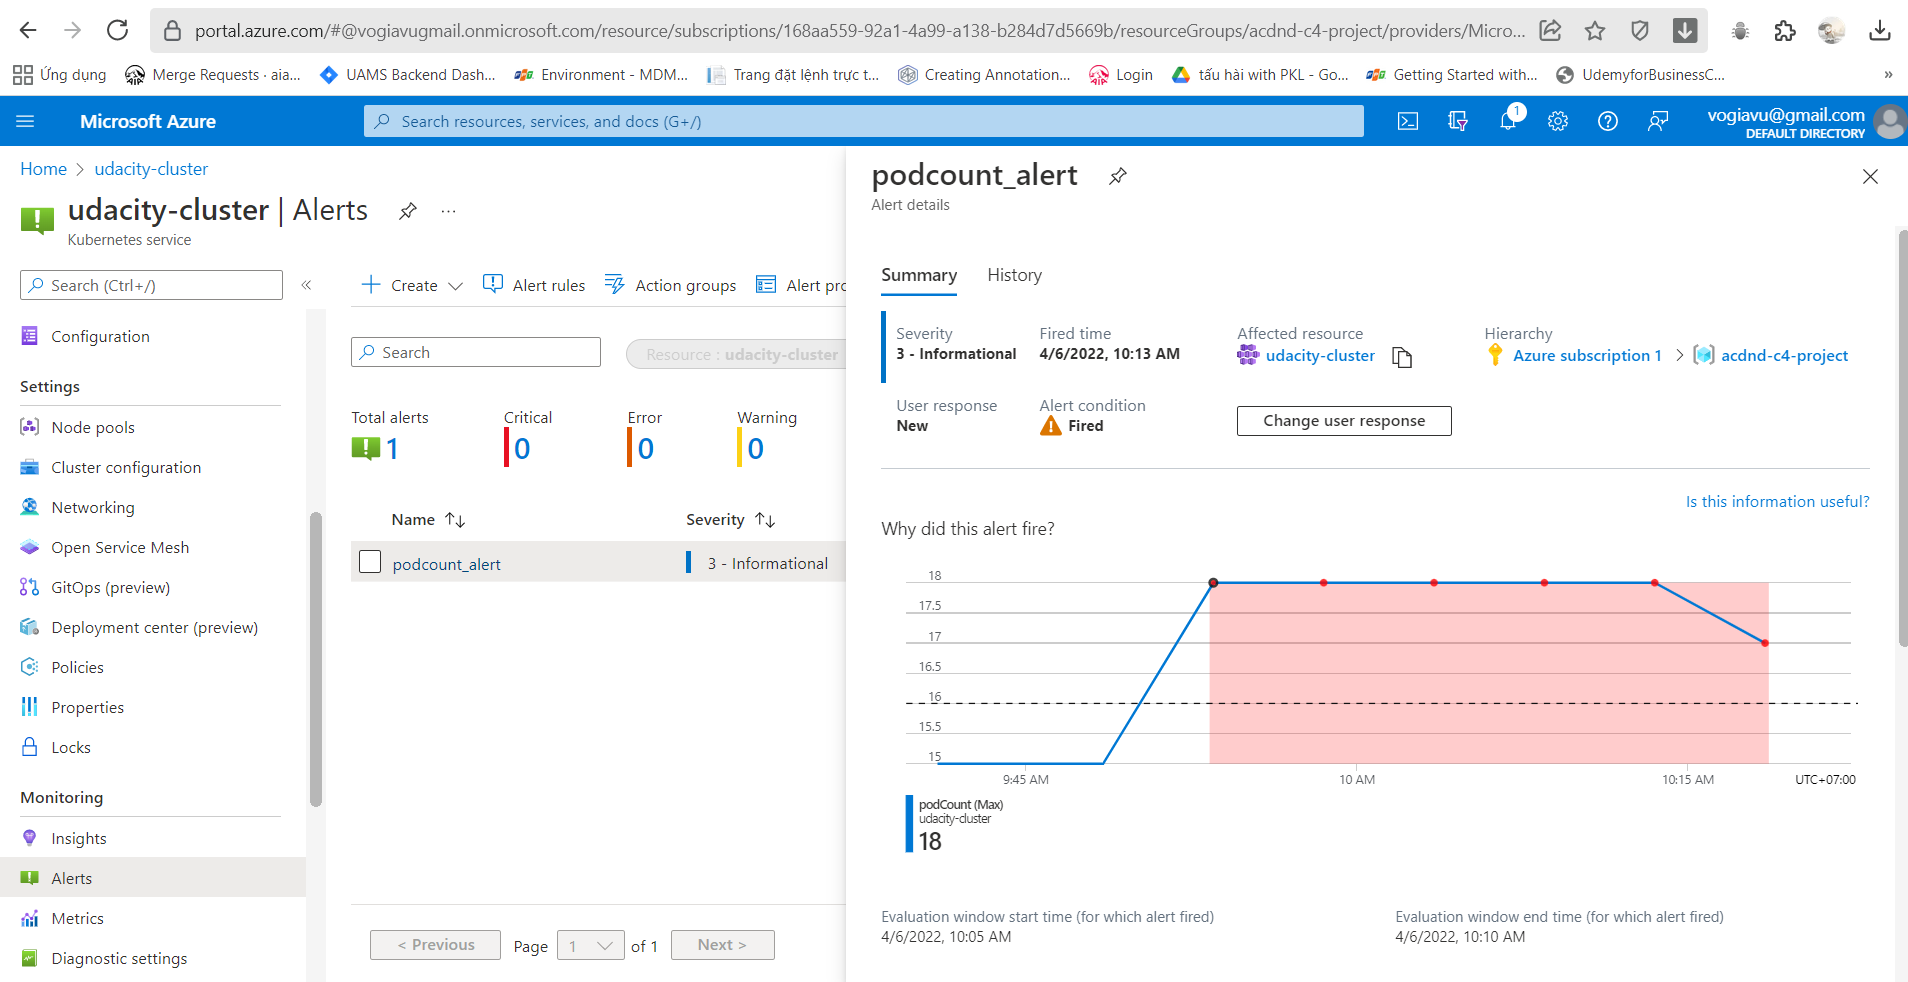 portal.azure.com/#@vogiavugmail.onmicrosoft.com/resource/subscriptions/168aa559-92a1-4a99-a138-b284d7d5669b/resourceGroups/acdnd-c4-project/providers/Micro...
Ứng dụng
Merge Requests · aia...
UAMS Backend Dash...
Environment - MDM...
Trang đặt lệnh trực t...
Creating Annotation...
Login
tấu hài with PKL - Go...
Getting Started with...
UdemyforBusinessC...
»
Microsoft Azure
Search resources, services, and docs (G+/)
1
vogiavu@gmail.com
DEFAULT DIRECTORY
Home > udacity-cluster
udacity-cluster | Alerts
...
Kubernetes service
Search (Ctrl+/)
«
Configuration
Settings
Node pools
Cluster configuration
Networking
Open Service Mesh
GitOps (preview)
Deployment center (preview)
Policies
Properties
Locks
Monitoring
Insights
Alerts
Metrics
Diagnostic settings
Create
Alert rules
Action groups
Alert pro
Search
Resource : udacity-cluster
Total alerts
1
Critical
0
Error
0
Warning
0
Name
Severity
podcount_alert
3 - Informational
< Previous
Page
1
of 1
Next >
podcount_alert
Alert details
Summary
History
Severity
3 - Informational
Fired time
4/6/2022, 10:13 AM
Affected resource
udacity-cluster
Hierarchy
Azure subscription 1 > acdnd-c4-project
User response
New
Alert condition
Fired
Change user response
Is this information useful?
Why did this alert fire?
18
17.5
17
16.5
16
15.5
15
9:45 AM
10 AM
10:15 AM
UTC+07:00
podCount (Max)
udacity-cluster
18
Evaluation window start time (for which alert fired)
4/6/2022, 10:05 AM
Evaluation window end time (for which alert fired)
4/6/2022, 10:10 AM